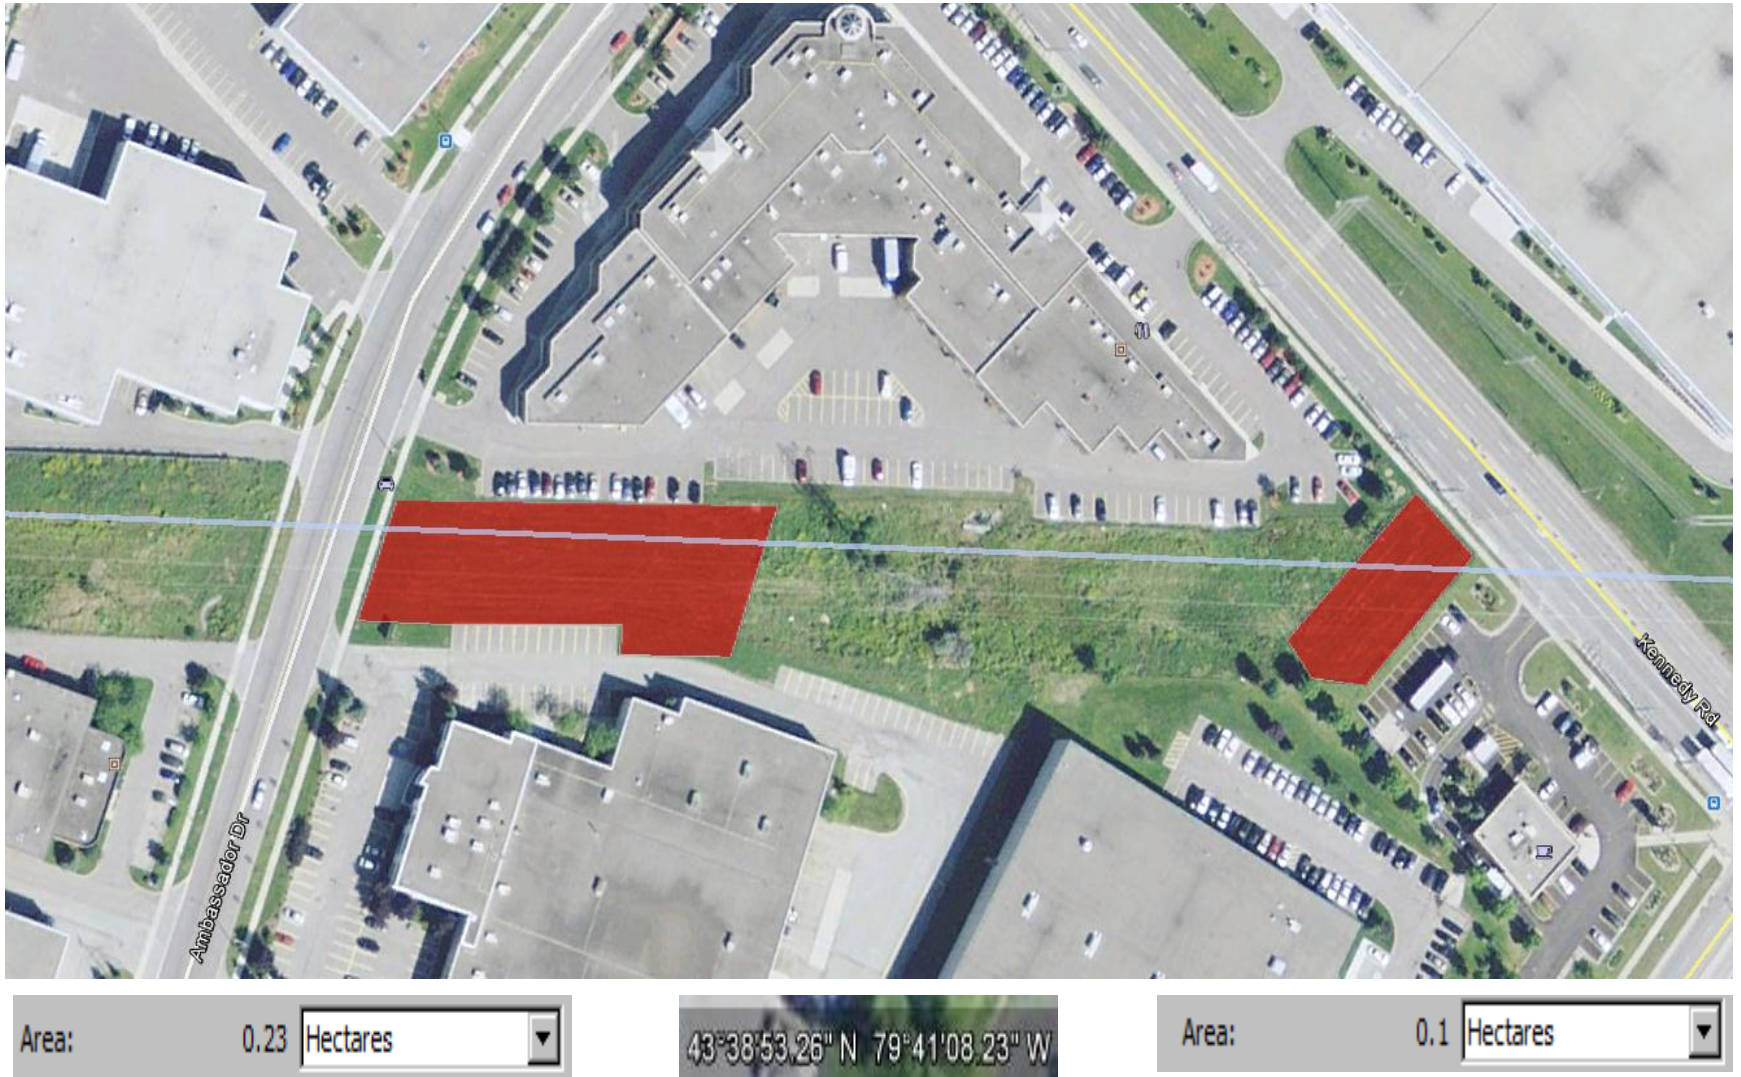 Kennedy Rd
Ambassador Dr
Area: 0.23 Hectares
43°38'53.26" N 79°41'08.23" W
Area: 0.1 Hectares